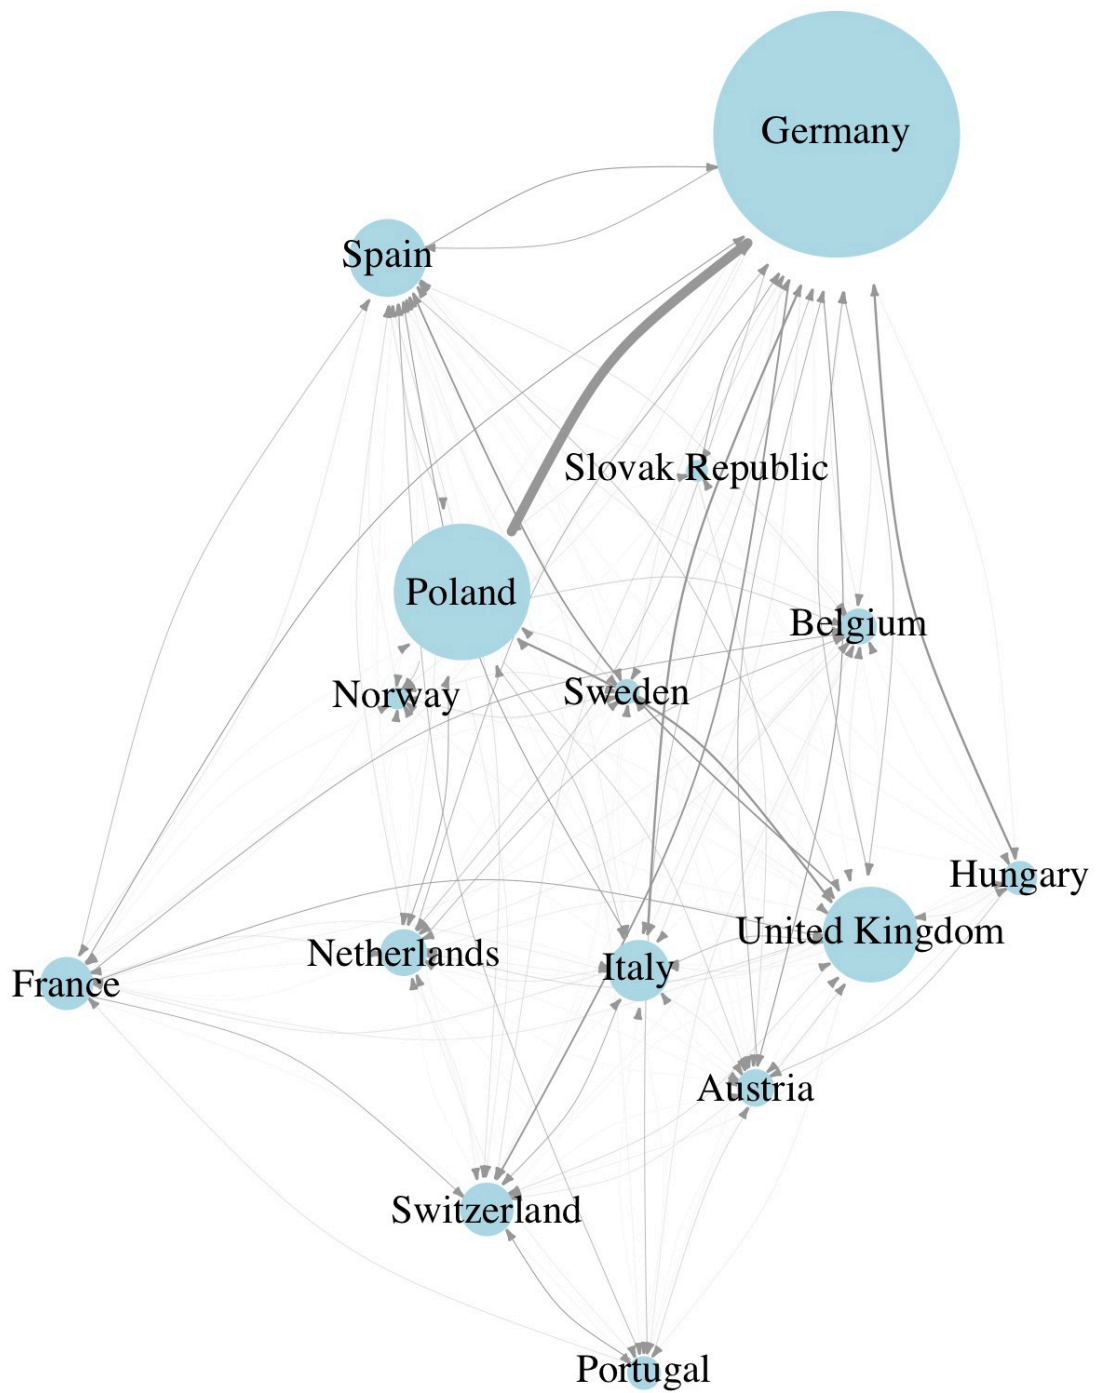 Germany
Spain
Slovak Republic
Poland
Belgium
Norway
Sweden
Hungary
United Kingdom
Netherlands
Italy
France
Austria
Switzerland
Portugal